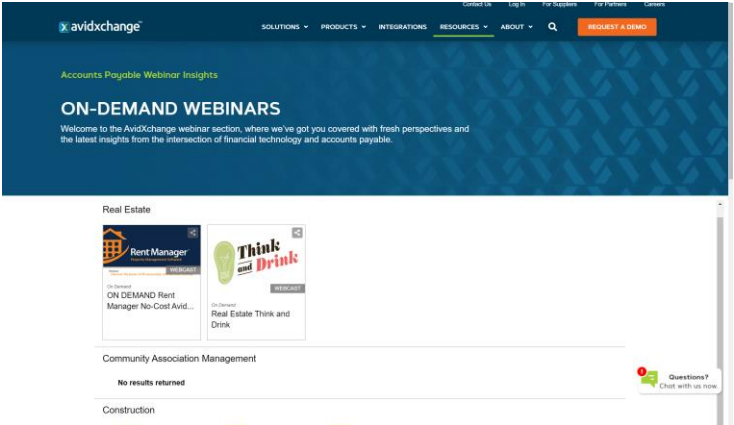 Contact Us Log In For Suppliers For Partners Careers
avidxchange
SOLUTIONS PRODUCTS INTEGRATIONS RESOURCES ABOUT REQUEST A DEMO
Accounts Payable Webinar Insights
ON-DEMAND WEBINARS
Welcome to the AvidXchange webinar section, where we've got you covered with fresh perspectives and
the latest insights from the intersection of financial technology and accounts payable.
Real Estate
Rent Manager
Property Management Software
WEBCAST
On Demand
ON DEMAND Rent
Manager No-Cost Avid...
Think
and Drink
WEBCAST
On Demand
Real Estate Think and
Drink
Community Association Management
No results returned
Questions?
Chat with us now.
Construction